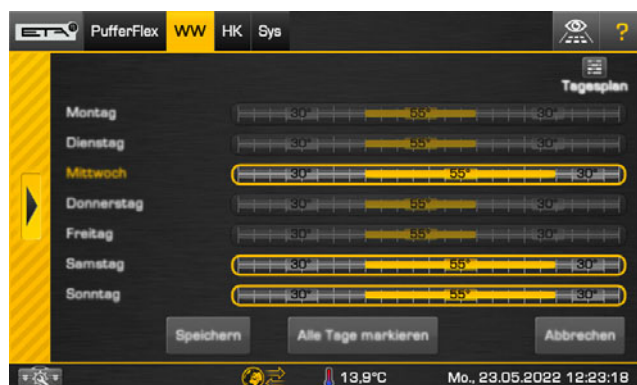 ETA PufferFlex WW HK Sys ?
Tagesplan
Montag 30° 55° 30°
Dienstag 30° 55° 30°
Mittwoch 30° 55° 30°
Donnerstag 30° 55° 30°
Freitag 30° 55° 30°
Samstag 30° 55° 30°
Sonntag 30° 55° 30°
Speichern Alle Tage markieren Abbrechen
13,9°C Mo., 23.05.2022 12:23:18